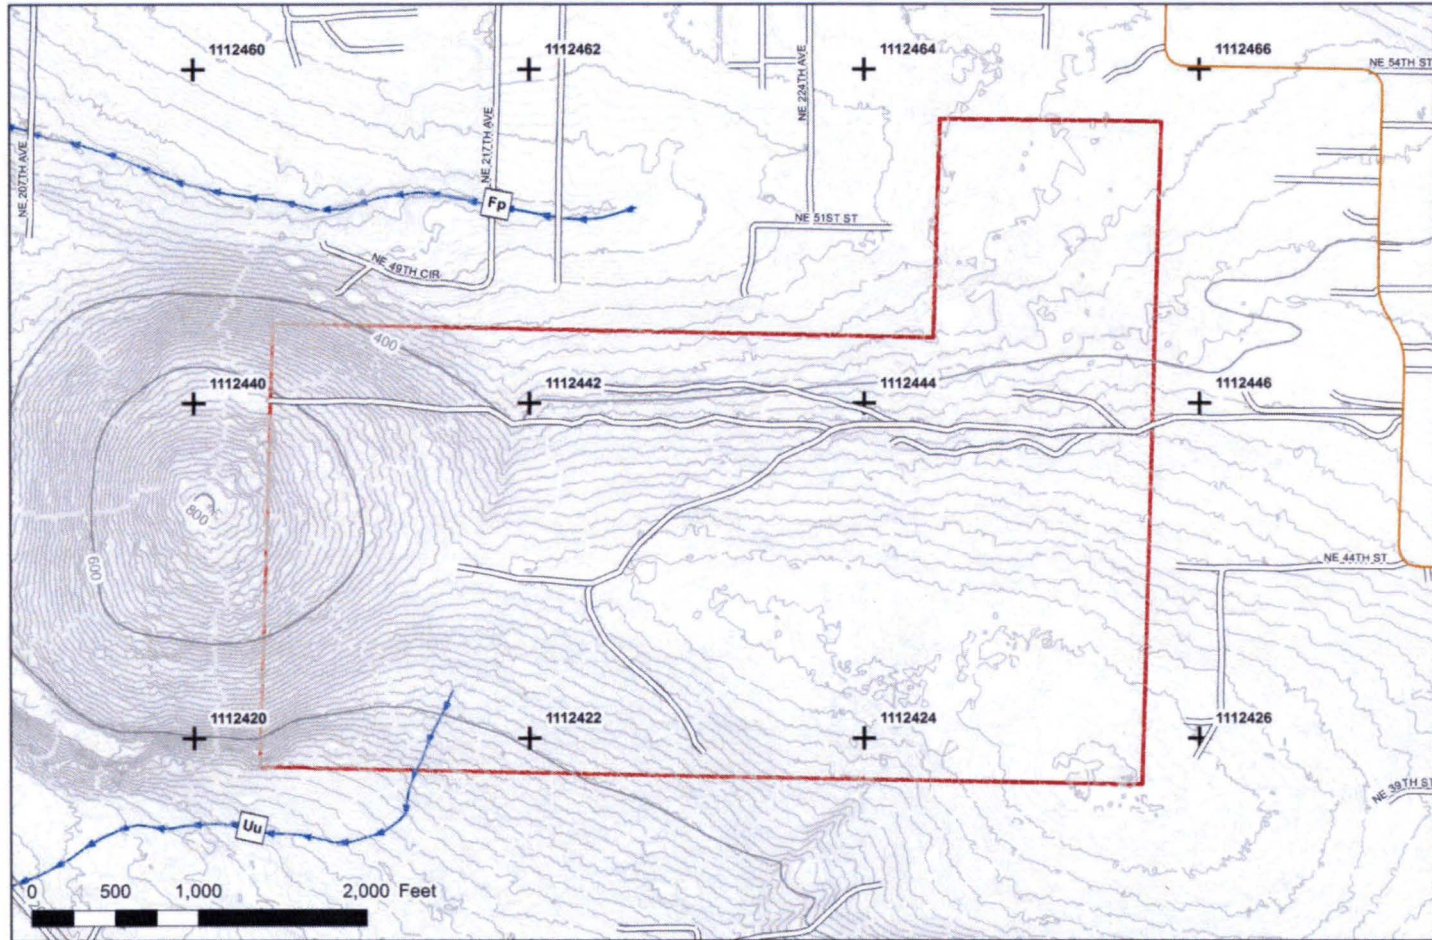 1112460
1112462
1112464
1112466
NE 54TH ST
NE 207TH AVE
NE 217TH AVE
NE 224TH AVE
Fp
NE 51ST ST
NE 49TH CIR
400
1112440
1112442
1112444
1112446
800
600
NE 44TH ST
1112420
1112422
1112424
1112426
NE 39TH ST
Uu
0 500 1,000 2,000 Feet